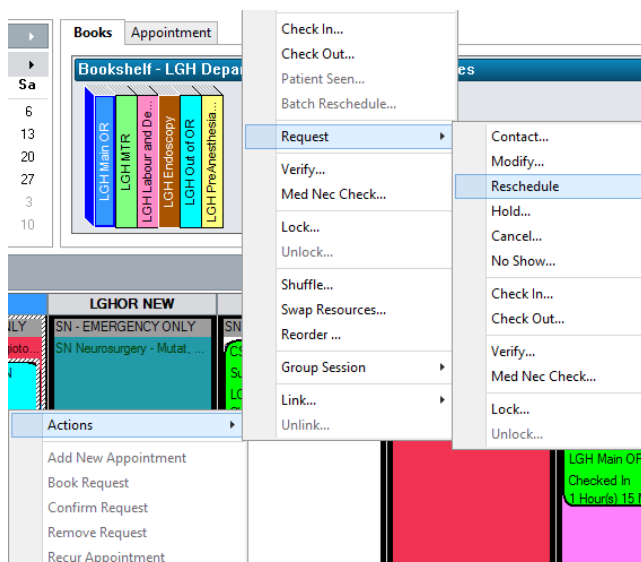 Books
Appointment
Sa
6
13
20
27
3
10
Bookshelf - LGH Depa
es
LGH Main OR
LGH MTR
LGH Labour and De...
LGH Endoscopy
LGH Out of OR
LGH PreAnesthesia...
Check In...
Check Out...
Patient Seen...
Batch Reschedule...
Request
Verify...
Med Nec Check...
Lock...
Unlock...
Shuffle...
Swap Resources...
Reorder ...
Group Session
Link...
Unlink...
Contact...
Modify...
Reschedule
Hold...
Cancel...
No Show...
Check In...
Check Out...
Verify...
Med Nec Check...
Lock...
Unlock...
LGHOR NEW
SN - EMERGENCY ONLY
SN
SN Neurosurgery - Mutat, ...
Actions
Add New Appointment
Book Request
Confirm Request
Remove Request
Recur Appointment
LGH Main OR
Checked In
1 Hour(s) 15